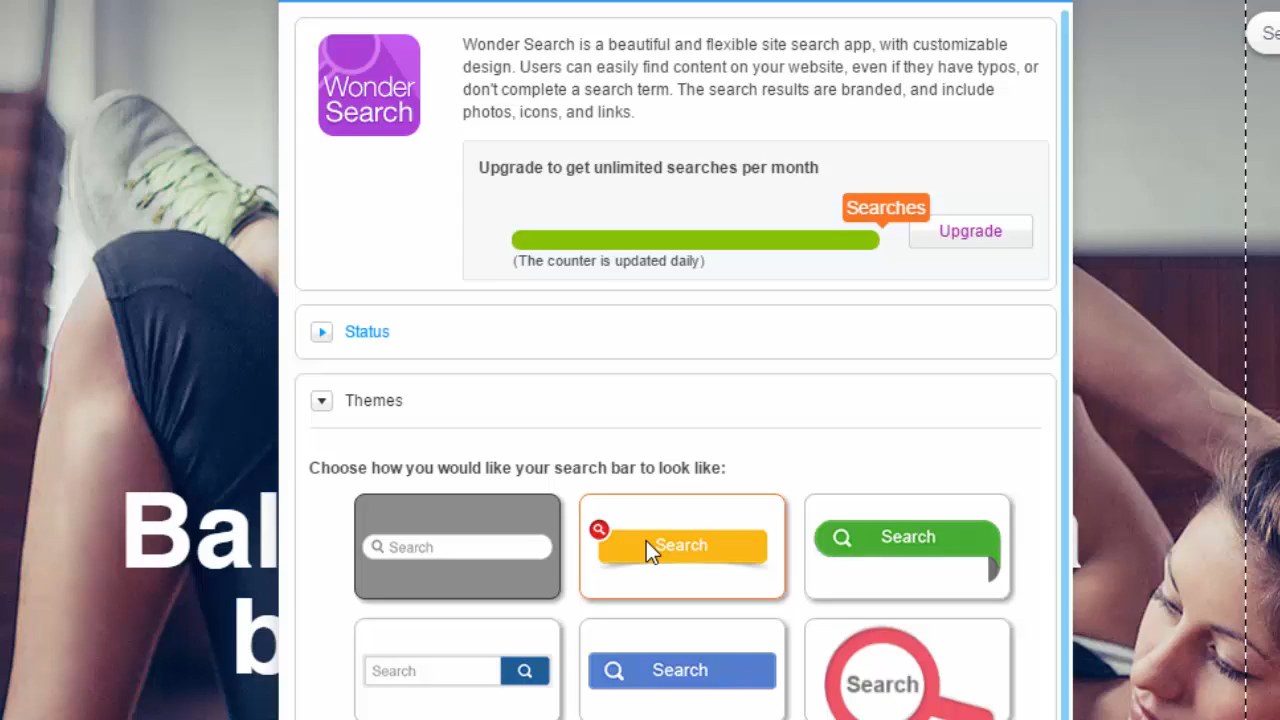 Wonder
Search
Wonder Search is a beautiful and flexible site search app, with customizable
design. Users can easily find content on your website, even if they have typos, or
don't complete a search term. The search results are branded, and include
photos, icons, and links.
Upgrade to get unlimited searches per month
Searches
Upgrade
(The counter is updated daily)
Status
Themes
Choose how you would like your search bar to look like:
Search
Search
Search
Search
Search
Search
Se
Bal
b